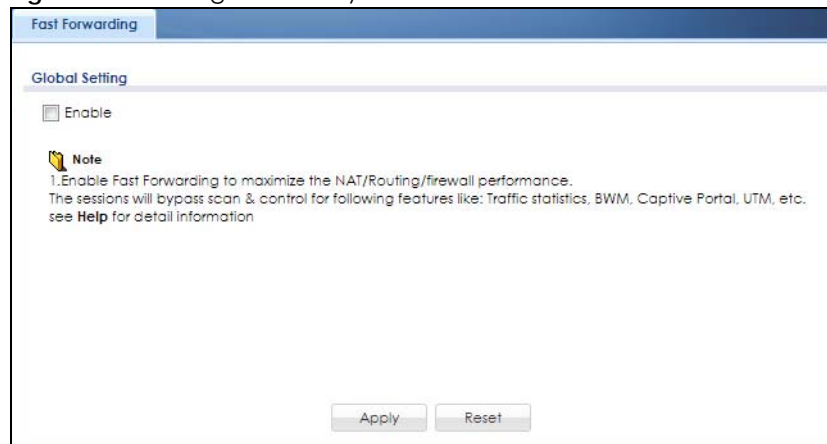 Fast Forwarding
Global Setting
Enable
Note
1.Enable Fast Forwarding to maximize the NAT/Routing/firewall performance.
The sessions will bypass scan & control for following features like: Traffic statistics, BWM, Captive Portal, UTM, etc.
see Help for detail information
Apply
Reset